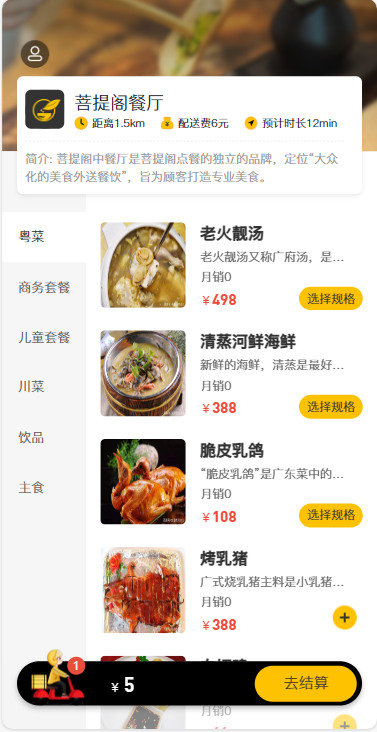 菩提阁餐厅
距离1.5km 配送费6元 预计时长12min
简介: 菩提阁中餐厅是菩提阁点餐的独立的品牌，定位“大众
化的美食外送餐饮”，旨为顾客打造专业美食。
粤菜
商务套餐
儿童套餐
川菜
饮品
主食
老火靓汤
老火靓汤又称广府汤，是...
月销0
￥498 选择规格
清蒸河鲜海鲜
新鲜的海鲜，清蒸是最好...
月销0
￥388 选择规格
脆皮乳鸽
“脆皮乳鸽”是广东菜中的...
月销0
￥108 选择规格
烤乳猪
广式烧乳猪主料是小乳猪...
月销0
￥388 +
月销0
+
1
￥5 去结算